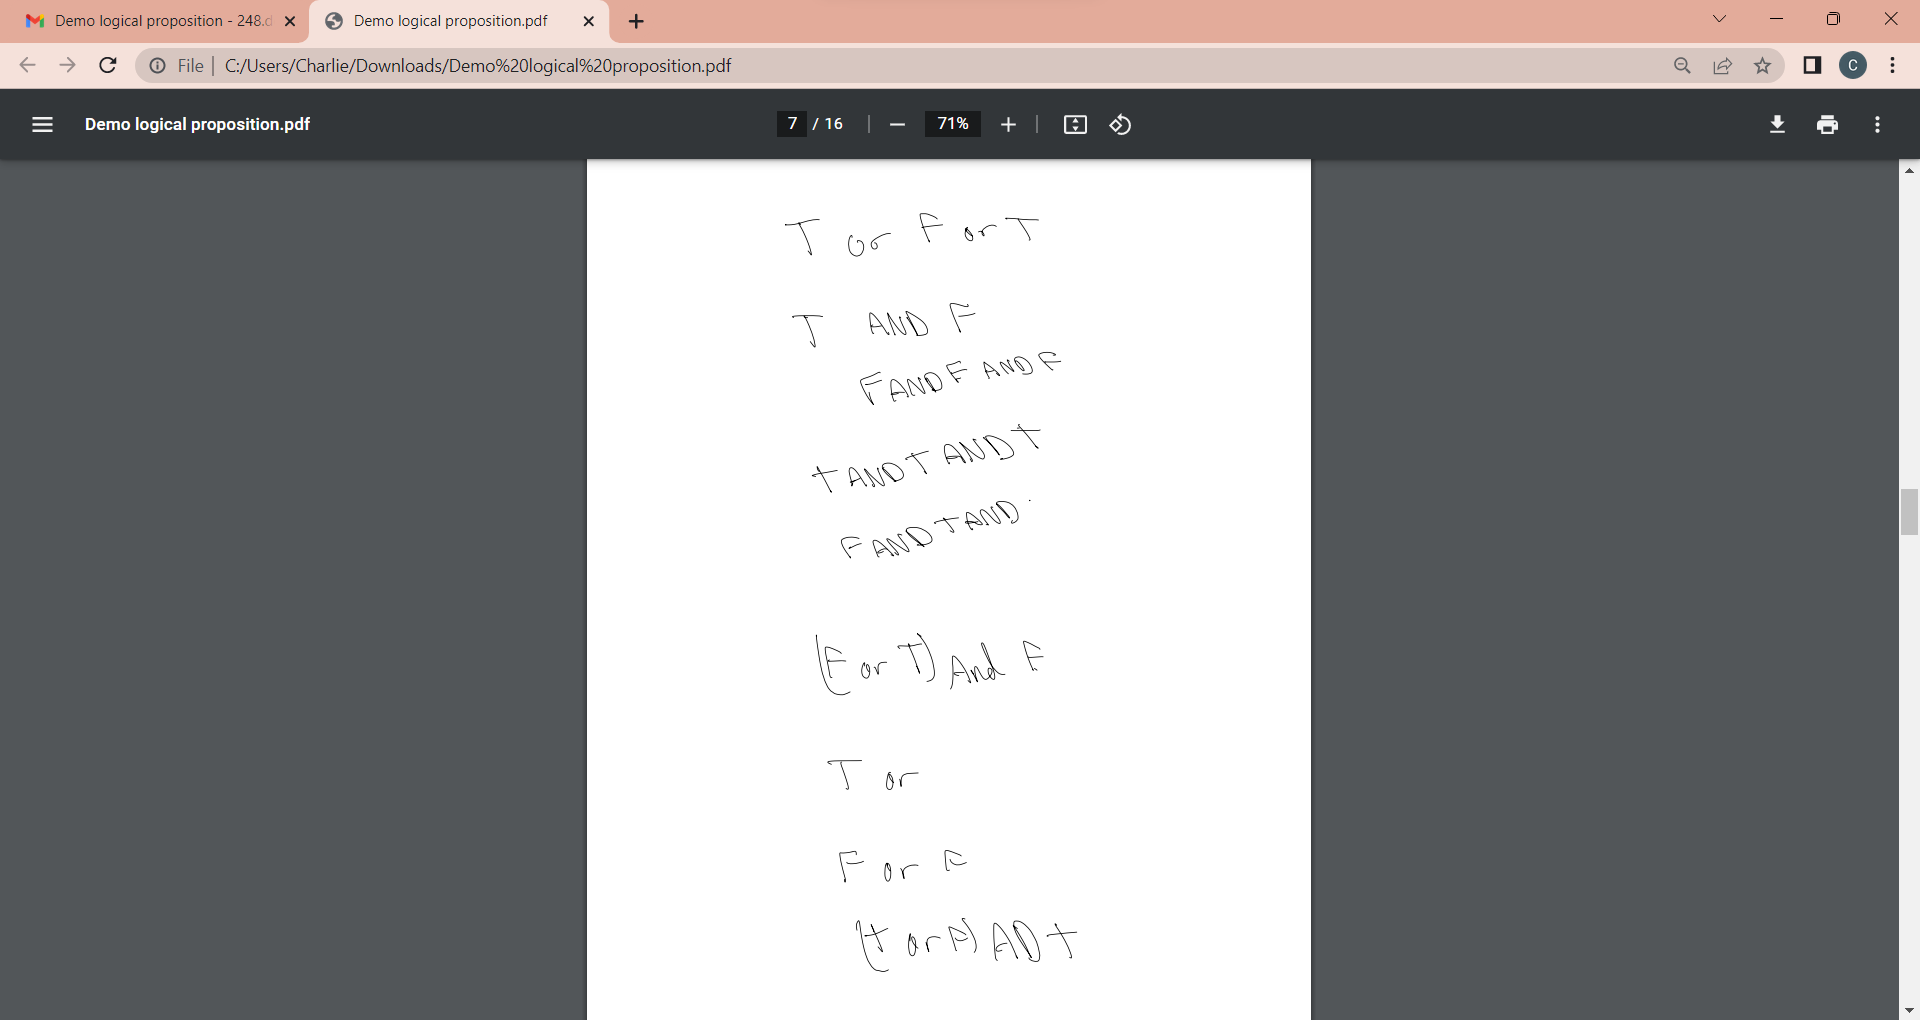 Demo logical proposition - 248.d
Demo logical proposition.pdf
File
C:/Users/Charlie/Downloads/Demo%20logical%20proposition.pdf
C
Demo logical proposition.pdf
7 / 16
71%
T or F or T
T AND F
F AND F AND F
T AND T AND T
F AND T AND
(F or T) And F
T or
F or F
(T or F) AD T